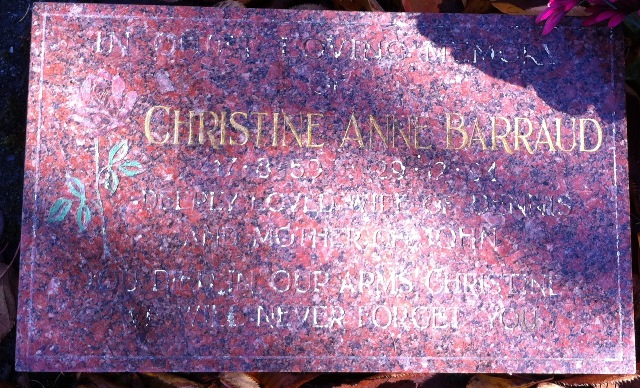 IN OUR LOVING MEMORY
OF
CHRISTINE ANNE BARRAUD
DEEPLY LOVED WIFE OF DENNIS
AND MOTHER OF JOHN
YOU DIED IN OUR ARMS CHRISTINE
WE WILL NEVER FORGET YOU